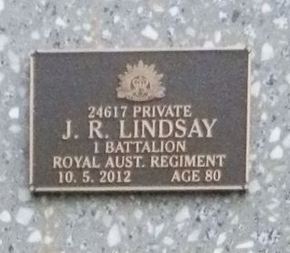 24617 PRIVATE
J. R. LINDSAY
1 BATTALION
ROYAL AUST. REGIMENT
10. 5. 2012 AGE 80